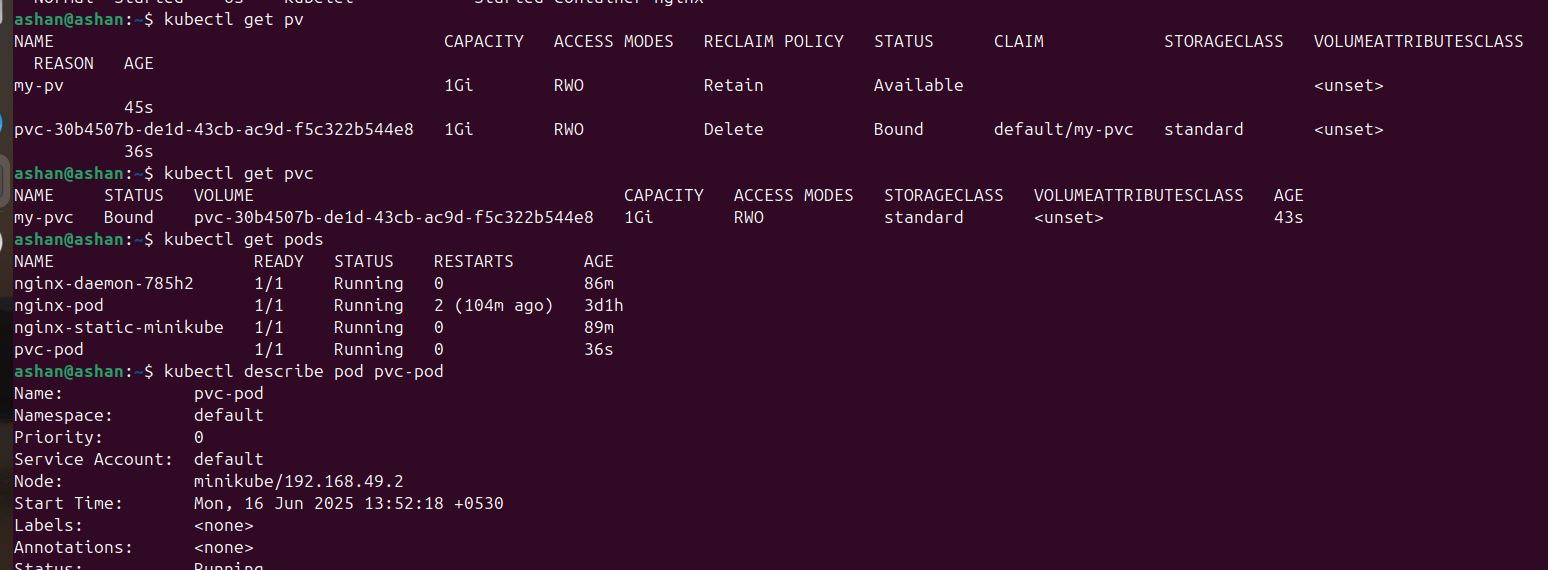 Normal  Started    6s    kubelet            Started container nginx
ashan@ashan:~$ kubectl get pv
NAME                                       CAPACITY   ACCESS MODES   RECLAIM POLICY   STATUS      CLAIM            STORAGECLASS   VOLUMEATTRIBUTESCLASS
  REASON   AGE
my-pv                                      1Gi        RWO            Retain           Available                                   <unset>
           45s
pvc-30b4507b-de1d-43cb-ac9d-f5c322b544e8   1Gi        RWO            Delete           Bound       default/my-pvc   standard       <unset>
           36s
ashan@ashan:~$ kubectl get pvc
NAME     STATUS   VOLUME                                     CAPACITY   ACCESS MODES   STORAGECLASS   VOLUMEATTRIBUTESCLASS   AGE
my-pvc   Bound    pvc-30b4507b-de1d-43cb-ac9d-f5c322b544e8   1Gi        RWO            standard       <unset>                 43s
ashan@ashan:~$ kubectl get pods
NAME                    READY   STATUS    RESTARTS       AGE
nginx-daemon-785h2      1/1     Running   0              86m
nginx-pod               1/1     Running   2 (104m ago)   3d1h
nginx-static-minikube   1/1     Running   0              89m
pvc-pod                 1/1     Running   0              36s
ashan@ashan:~$ kubectl describe pod pvc-pod
Name:             pvc-pod
Namespace:        default
Priority:         0
Service Account:  default
Node:             minikube/192.168.49.2
Start Time:       Mon, 16 Jun 2025 13:52:18 +0530
Labels:           <none>
Annotations:      <none>
Status:           Running